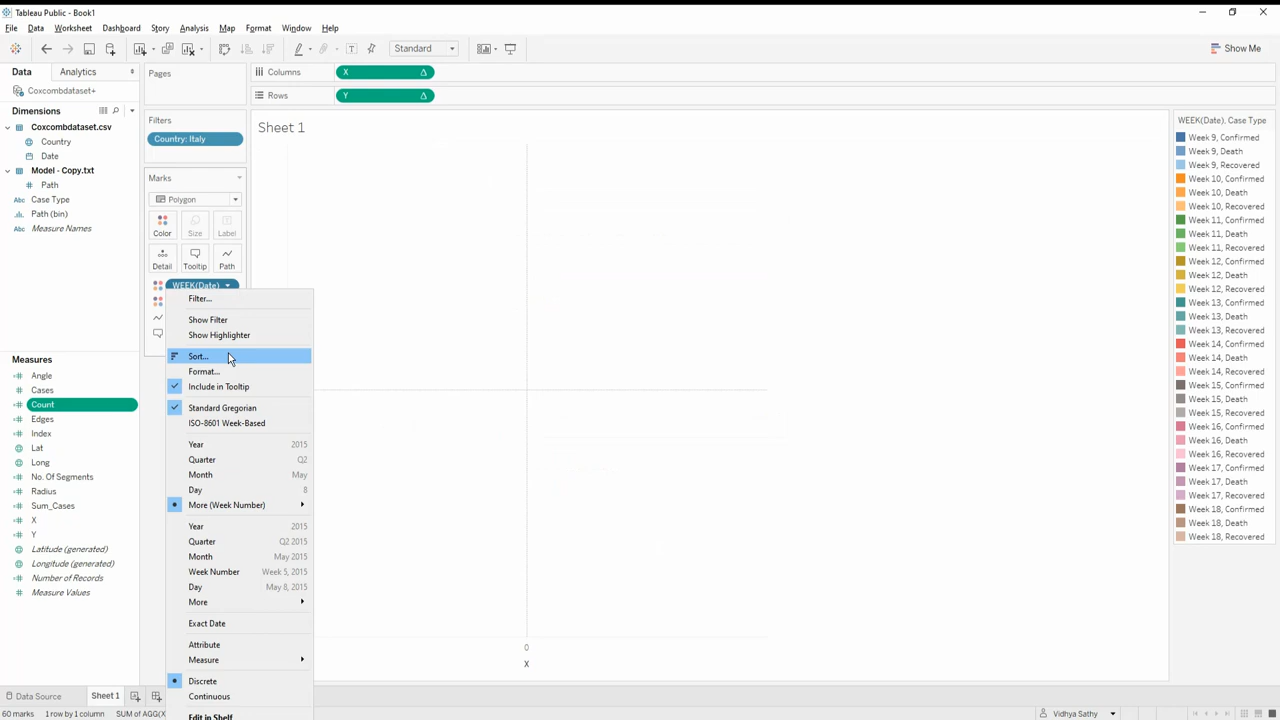 Tableau Public - Book1
File Data Worksheet Dashboard Story Analysis Map Format Window Help
Standard
Show Me
Data Analytics
Coxcombdataset+
Dimensions
Coxcombdataset.csv
Country
Date
Model - Copy.txt
Path
Abc Case Type
Path (bin)
Abc Measure Names
Measures
Angle
Cases
Count
Edges
Index
Lat
Long
No. Of Segments
Radius
Sum_Cases
X
Y
Latitude (generated)
Longitude (generated)
Number of Records
Measure Values
Pages
Filters
Country: Italy
Marks
Polygon
Color Size Label
Detail Tooltip Path
WEEK(Date)
Filter...
Show Filter
Show Highlighter
Sort...
Format...
Include in Tooltip
Standard Gregorian
ISO-8601 Week-Based
Year 2015
Quarter Q2
Month May
Day 8
More (Week Number)
Year 2015
Quarter Q2 2015
Month May 2015
Week Number Week 5, 2015
Day May 8, 2015
More
Exact Date
Attribute
Measure
Discrete
Continuous
Edit in Shelf
Columns X
Rows Y
Sheet 1
0
X
WEEK(Date), Case Type
Week 9, Confirmed
Week 9, Death
Week 9, Recovered
Week 10, Confirmed
Week 10, Death
Week 10, Recovered
Week 11, Confirmed
Week 11, Death
Week 11, Recovered
Week 12, Confirmed
Week 12, Death
Week 12, Recovered
Week 13, Confirmed
Week 13, Death
Week 13, Recovered
Week 14, Confirmed
Week 14, Death
Week 14, Recovered
Week 15, Confirmed
Week 15, Death
Week 15, Recovered
Week 16, Confirmed
Week 16, Death
Week 16, Recovered
Week 17, Confirmed
Week 17, Death
Week 17, Recovered
Week 18, Confirmed
Week 18, Death
Week 18, Recovered
Data Source Sheet 1
60 marks 1 row by 1 column SUM of AGG(X
Vidhya Sathy